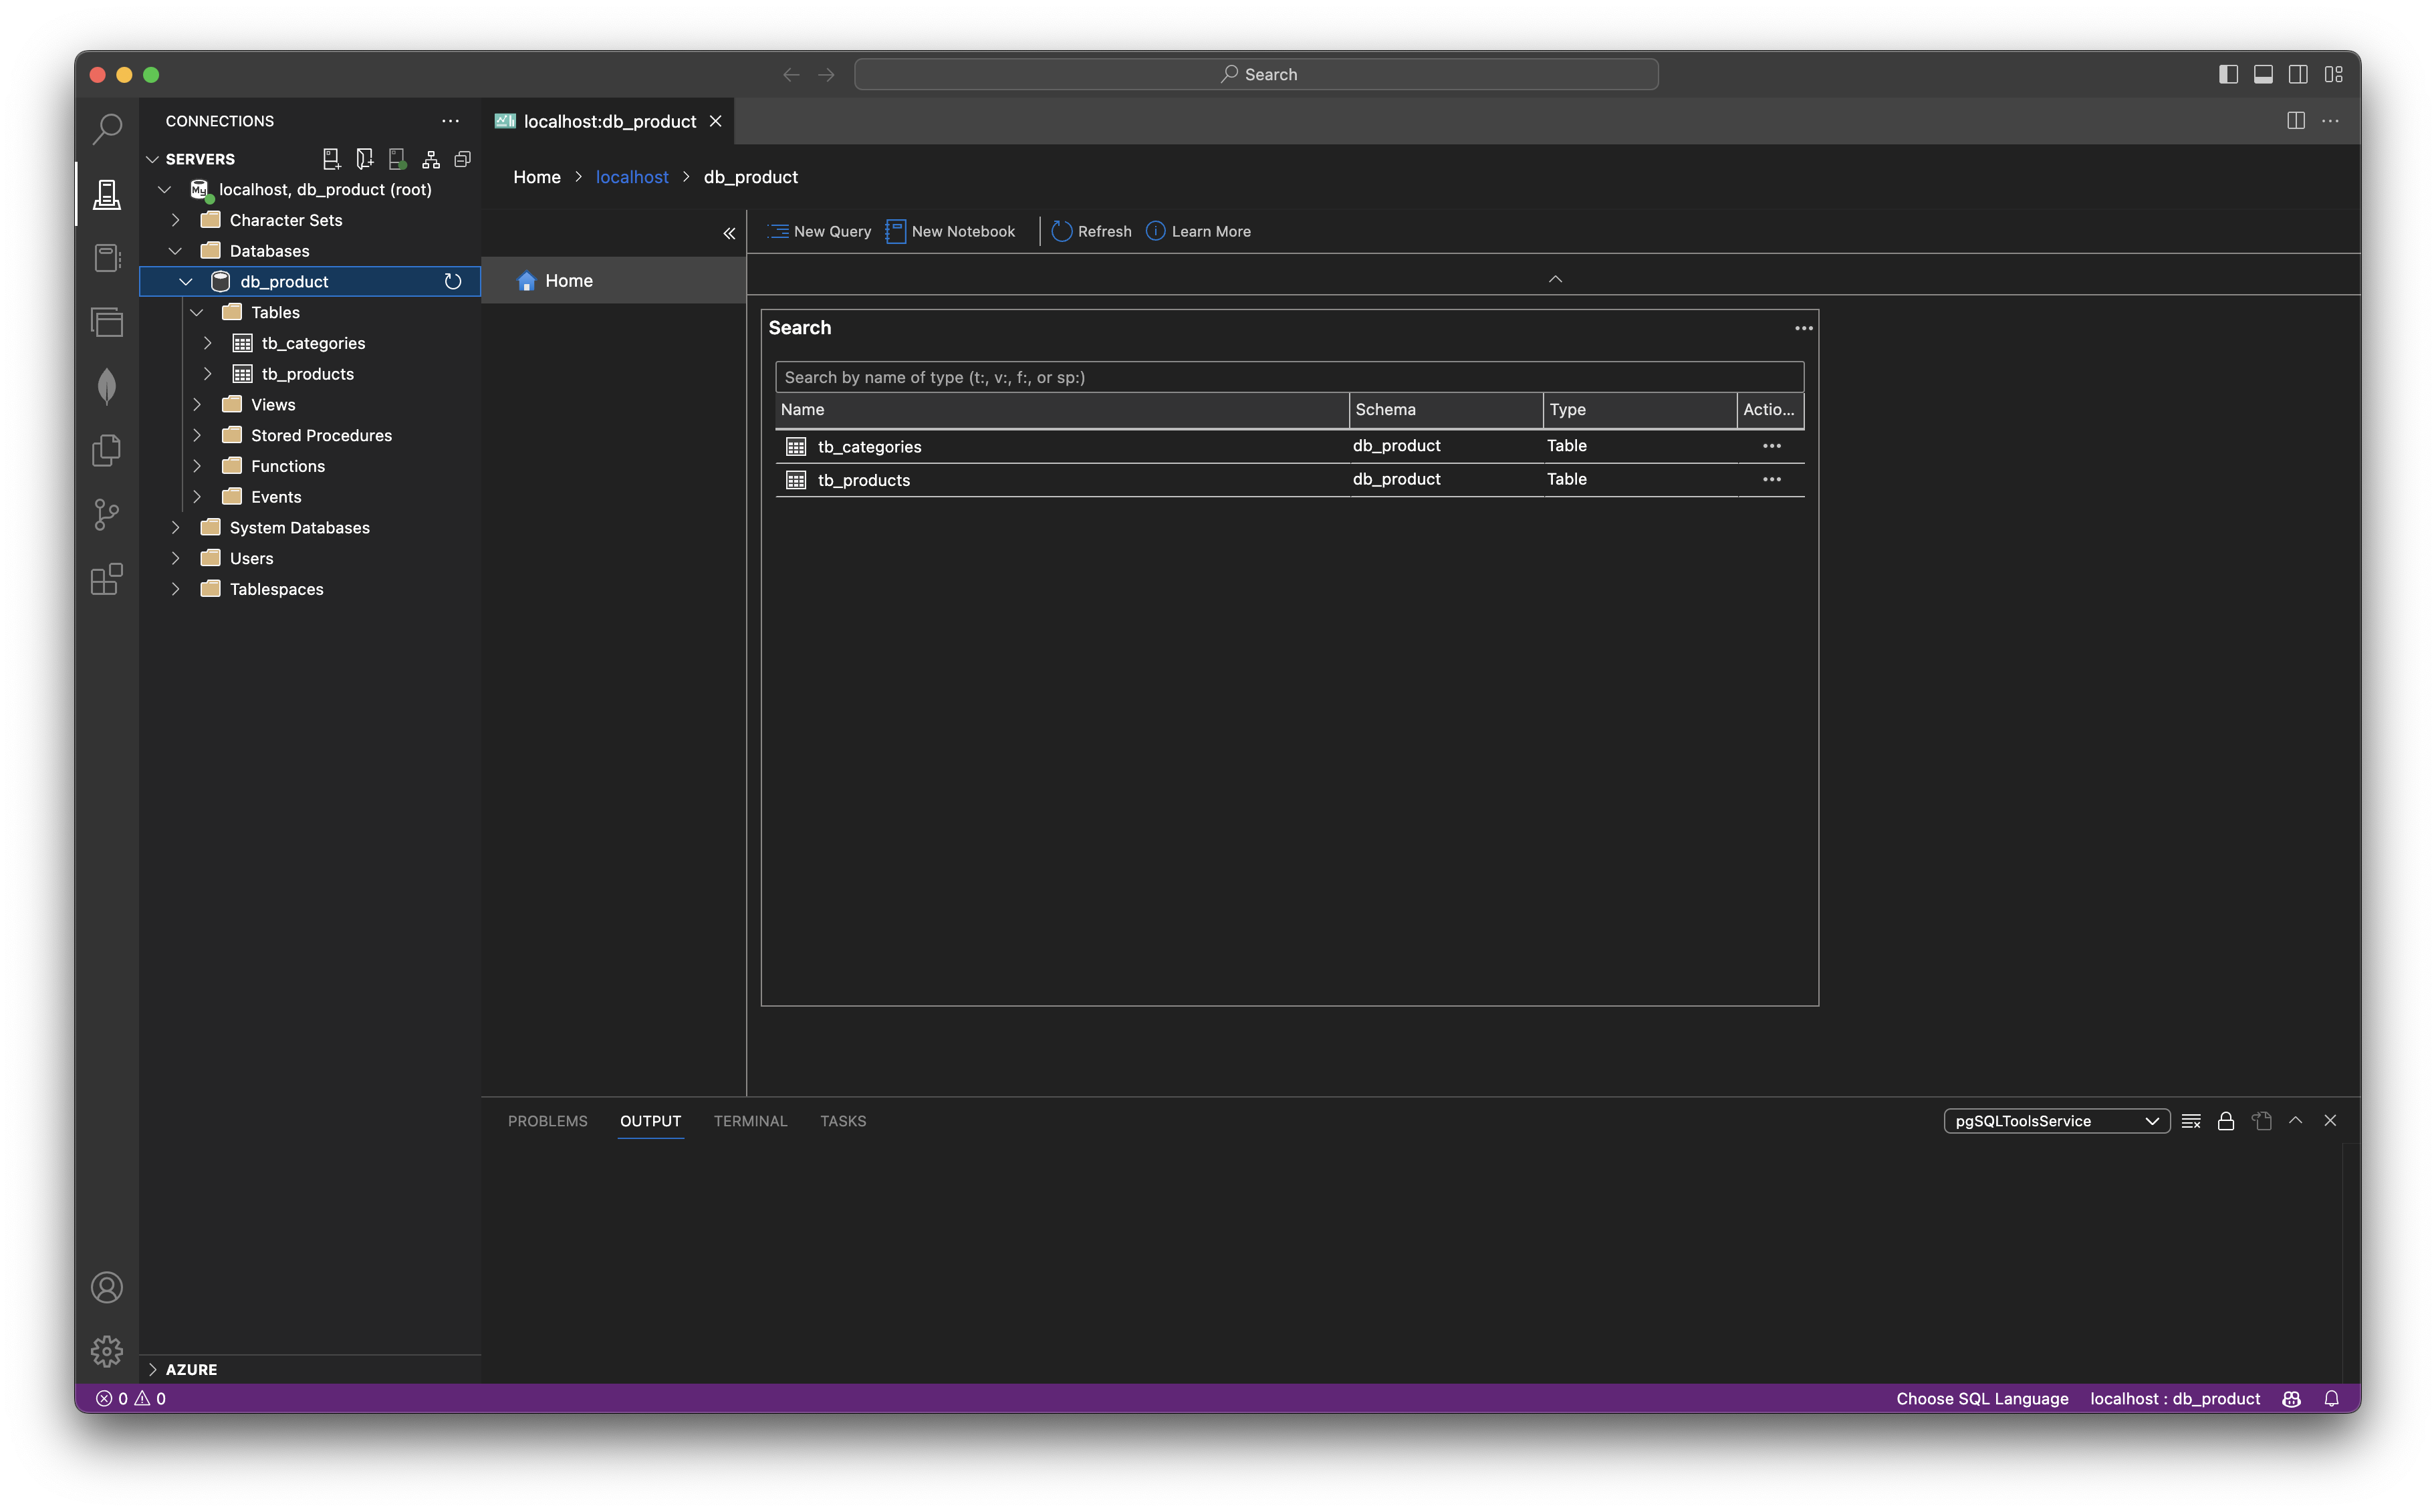 Search
CONNECTIONS
localhost:db_product
SERVERS
localhost, db_product (root)
Character Sets
Databases
db_product
Tables
tb_categories
tb_products
Views
Stored Procedures
Functions
Events
System Databases
Users
Tablespaces
AZURE
Home > localhost > db_product
New Query New Notebook Refresh Learn More
Home
Search
Search by name of type (t:, v:, f:, or sp:)
Name Schema Type Actio...
tb_categories db_product Table
tb_products db_product Table
PROBLEMS OUTPUT TERMINAL TASKS
pgSQLToolsService
0 0
Choose SQL Language localhost : db_product